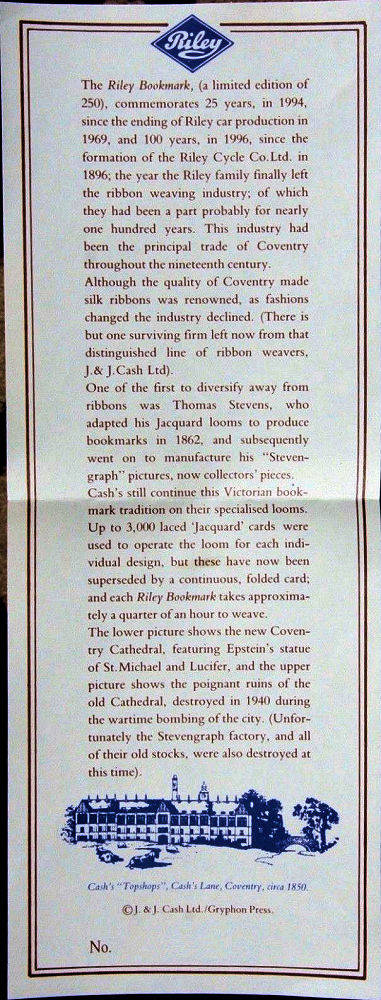 Riley
The Riley Bookmark, (a limited edition of
250), commemorates 25 years, in 1994,
since the ending of Riley car production in
1969, and 100 years, in 1996, since the
formation of the Riley Cycle Co.Ltd. in
1896; the year the Riley family finally left
the ribbon weaving industry; of which
they had been a part probably for nearly
one hundred years. This industry had
been the principal trade of Coventry
throughout the nineteenth century.
Although the quality of Coventry made
silk ribbons was renowned, as fashions
changed the industry declined. (There is
but one surviving firm left now from that
distinguished line of ribbon weavers,
J.& J.Cash Ltd).
One of the first to diversify away from
ribbons was Thomas Stevens, who
adapted his Jacquard looms to produce
bookmarks in 1862, and subsequently
went on to manufacture his "Steven-
graph" pictures, now collectors' pieces.
Cash's still continue this Victorian book-
mark tradition on their specialised looms.
Up to 3,000 laced 'Jacquard' cards were
used to operate the loom for each indi-
vidual design, but these have now been
superseded by a continuous, folded card;
and each Riley Bookmark takes approxima-
tely a quarter of an hour to weave.
The lower picture shows the new Coven-
try Cathedral, featuring Epstein's statue
of St.Michael and Lucifer, and the upper
picture shows the poignant ruins of the
old Cathedral, destroyed in 1940 during
the wartime bombing of the city. (Unfor-
tunately the Stevengraph factory, and all
of their old stocks, were also destroyed at
this time).
Cash's "Topshops", Cash's Lane, Coventry, circa 1850.
©J. & J. Cash Ltd./Gryphon Press.
No.